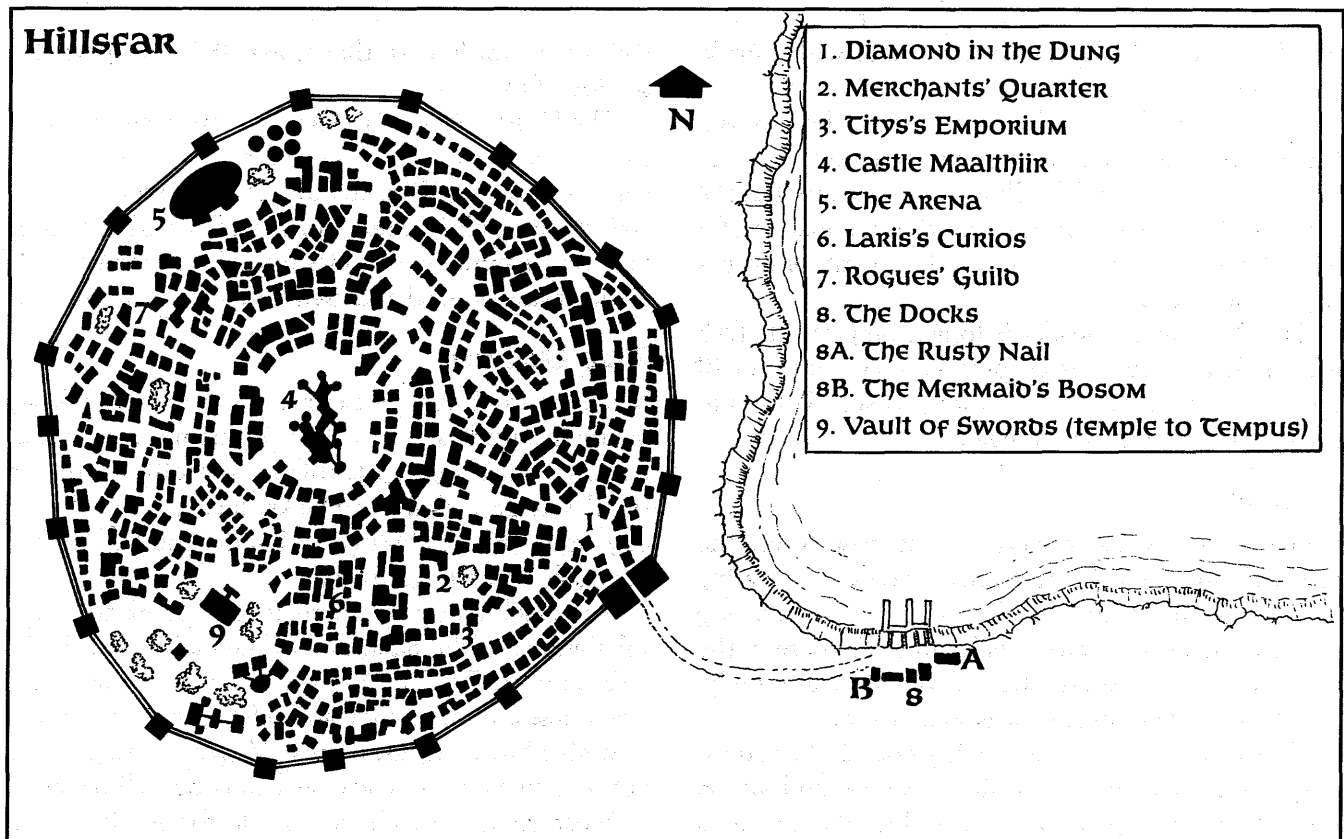 Hillsfar
N
1. Diamond in the Dung
2. Merchants' Quarter
3. Titys's Emporium
4. Castle Maalthiir
5. The Arena
6. Laris's Curios
7. Rogues' Guild
8. The Docks
8A. The Rusty Nail
8B. The Mermaid's Bosom
9. Vault of Swords (temple to Tempus)
5
7
4
1
2
6
9
3
A
B
8